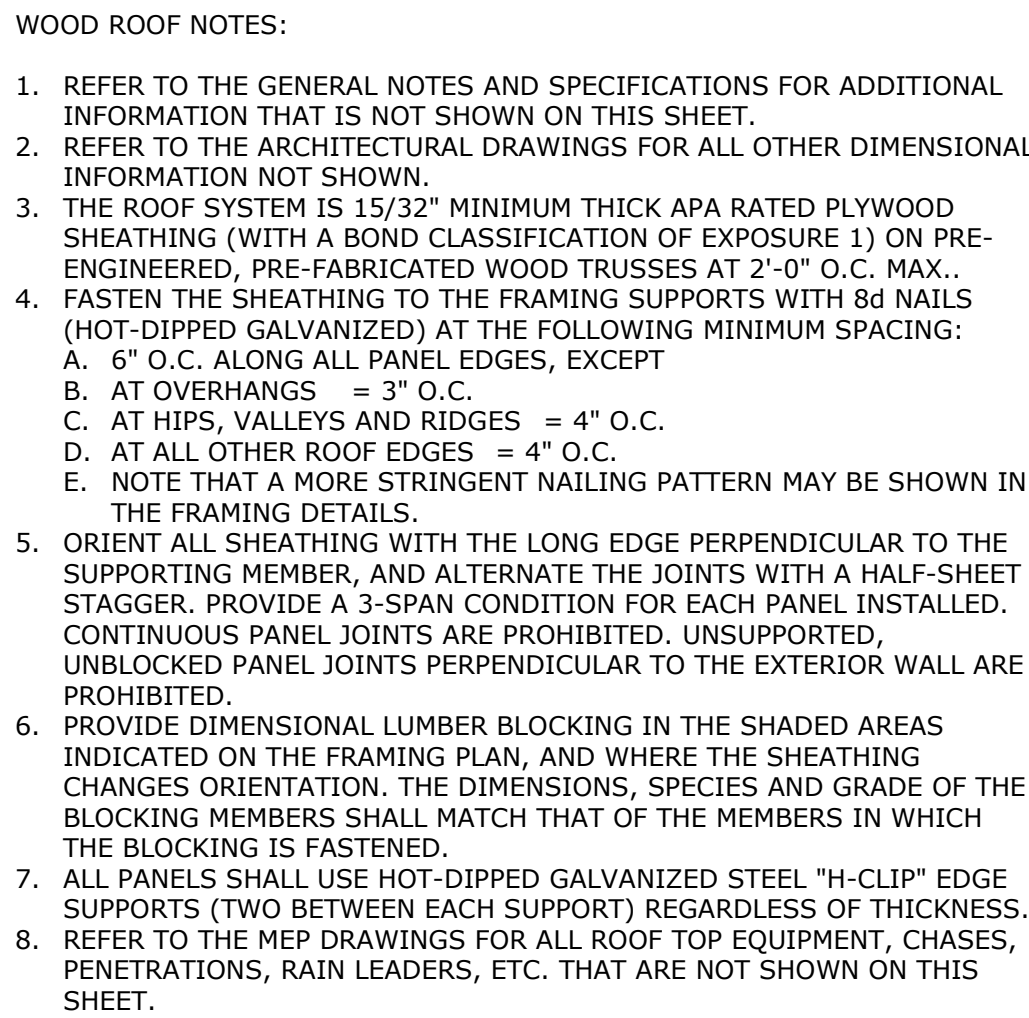 WOOD ROOF NOTES:
1. REFER TO THE GENERAL NOTES AND SPECIFICATIONS FOR ADDITIONAL
INFORMATION THAT IS NOT SHOWN ON THIS SHEET.
2. REFER TO THE ARCHITECTURAL DRAWINGS FOR ALL OTHER DIMENSIONAL
INFORMATION NOT SHOWN.
3. THE ROOF SYSTEM IS 15/32" MINIMUM THICK APA RATED PLYWOOD
SHEATHING (WITH A BOND CLASSIFICATION OF EXPOSURE 1) ON PRE-
ENGINEERED, PRE-FABRICATED WOOD TRUSSES AT 2'-0" O.C. MAX..
4. FASTEN THE SHEATHING TO THE FRAMING SUPPORTS WITH 8d NAILS
(HOT-DIPPED GALVANIZED) AT THE FOLLOWING MINIMUM SPACING:
A. 6" O.C. ALONG ALL PANEL EDGES, EXCEPT
B. AT OVERHANGS = 3" O.C.
C. AT HIPS, VALLEYS AND RIDGES = 4" O.C.
D. AT ALL OTHER ROOF EDGES = 4" O.C.
E. NOTE THAT A MORE STRINGENT NAILING PATTERN MAY BE SHOWN IN
THE FRAMING DETAILS.
5. ORIENT ALL SHEATHING WITH THE LONG EDGE PERPENDICULAR TO THE
SUPPORTING MEMBER, AND ALTERNATE THE JOINTS WITH A HALF-SHEET
STAGGER. PROVIDE A 3-SPAN CONDITION FOR EACH PANEL INSTALLED.
CONTINUOUS PANEL JOINTS ARE PROHIBITED. UNSUPPORTED,
UNBLOCKED PANEL JOINTS PERPENDICULAR TO THE EXTERIOR WALL ARE
PROHIBITED.
6. PROVIDE DIMENSIONAL LUMBER BLOCKING IN THE SHADED AREAS
INDICATED ON THE FRAMING PLAN, AND WHERE THE SHEATHING
CHANGES ORIENTATION. THE DIMENSIONS, SPECIES AND GRADE OF THE
BLOCKING MEMBERS SHALL MATCH THAT OF THE MEMBERS IN WHICH
THE BLOCKING IS FASTENED.
7. ALL PANELS SHALL USE HOT-DIPPED GALVANIZED STEEL "H-CLIP" EDGE
SUPPORTS (TWO BETWEEN EACH SUPPORT) REGARDLESS OF THICKNESS.
8. REFER TO THE MEP DRAWINGS FOR ALL ROOF TOP EQUIPMENT, CHASES,
PENETRATIONS, RAIN LEADERS, ETC. THAT ARE NOT SHOWN ON THIS
SHEET.